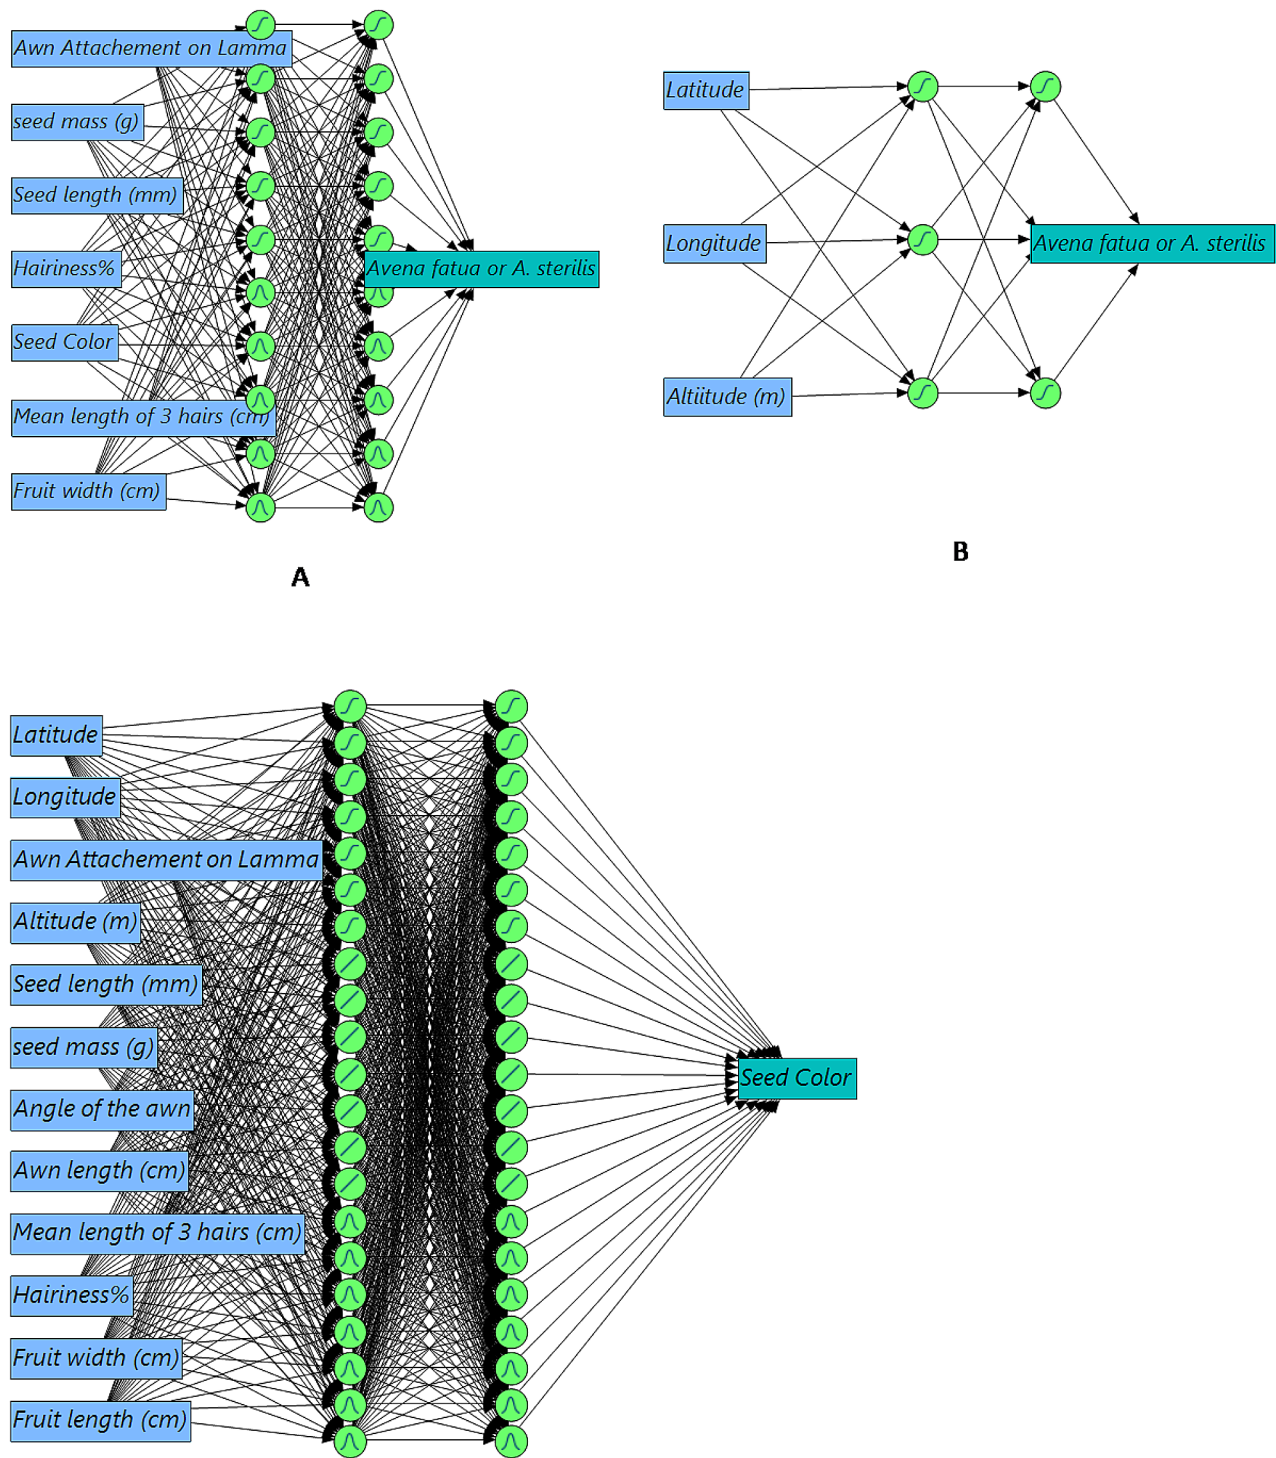 Awn Attachement on Lamma
seed mass (g)
Seed length (mm)
Hairiness%
Seed Color
Mean length of 3 hairs (cm)
Fruit width (cm)
Avena fatua or A. sterilis
A
Latitude
Longitude
Altiitude (m)
Avena fatua or A. sterilis
B
Latitude
Longitude
Awn Attachement on Lamma
Altitude (m)
Seed length (mm)
seed mass (g)
Angle of the awn
Awn length (cm)
Mean length of 3 hairs (cm)
Hairiness%
Fruit width (cm)
Fruit length (cm)
Seed Color